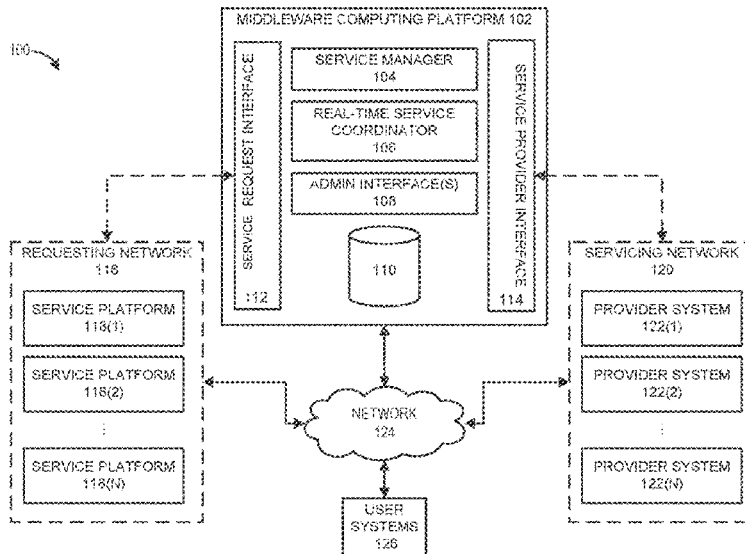 100
MIDDLEWARE COMPUTING PLATFORM 102
SERVICE REQUEST INTERFACE
112
SERVICE MANAGER
104
REAL-TIME SERVICE
COORDINATOR
106
ADMIN INTERFACE(S)
108
110
SERVICE PROVIDER INTERFACE
114
REQUESTING NETWORK
116
SERVICE PLATFORM
118(1)
SERVICE PLATFORM
118(2)
⋮
SERVICE PLATFORM
118(N)
NETWORK
124
USER
SYSTEMS
126
SERVICING NETWORK
120
PROVIDER SYSTEM
122(1)
PROVIDER SYSTEM
122(2)
⋮
PROVIDER SYSTEM
122(N)